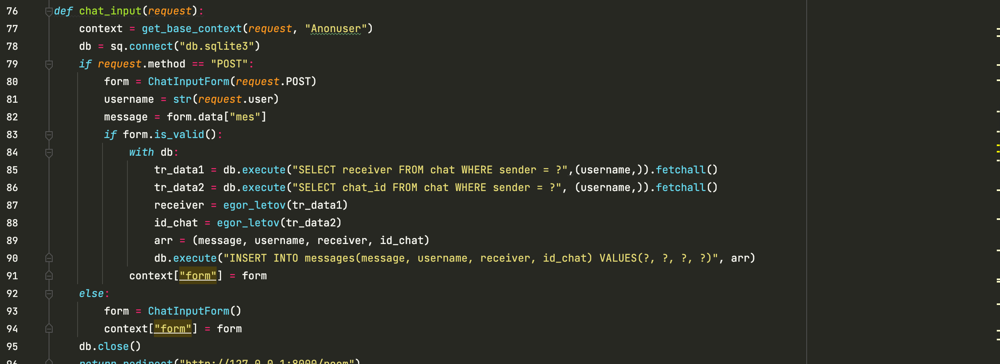 76 def chat_input(request):
77 context = get_base_context(request, "Anonuser")
78 db = sq.connect("db.sqlite3")
79 if request.method == "POST":
80 form = ChatInputForm(request.POST)
81 username = str(request.user)
82 message = form.data["mes"]
83 if form.is_valid():
84 with db:
85 tr_data1 = db.execute("SELECT receiver FROM chat WHERE sender = ?",(username,)).fetchall()
86 tr_data2 = db.execute("SELECT chat_id FROM chat WHERE sender = ?", (username,)).fetchall()
87 receiver = egor_letov(tr_data1)
88 id_chat = egor_letov(tr_data2)
89 arr = (message, username, receiver, id_chat)
90 db.execute("INSERT INTO messages(message, username, receiver, id_chat) VALUES(?, ?, ?, ?)", arr)
91 context["form"] = form
92 else:
93 form = ChatInputForm()
94 context["form"] = form
95 db.close()
96 return redirect("http://127.0.0.1:8000/room")